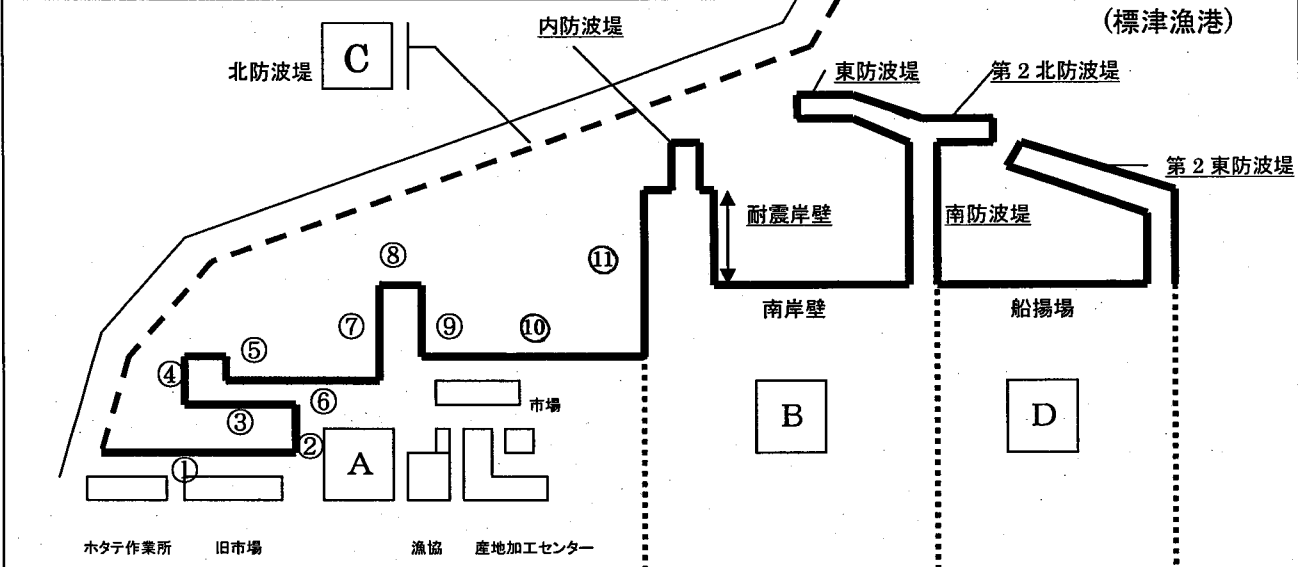 (標津漁港)
内防波堤
北防波堤 C
東防波堤
第2北防波堤
第2東防波堤
耐震岸壁
南防波堤
⑧
⑪
南岸壁
船揚場
⑦
⑨
⑩
⑤
④
⑥
市場
③
②
A
B
D
①
ホタテ作業所
旧市場
漁協
産地加工センター